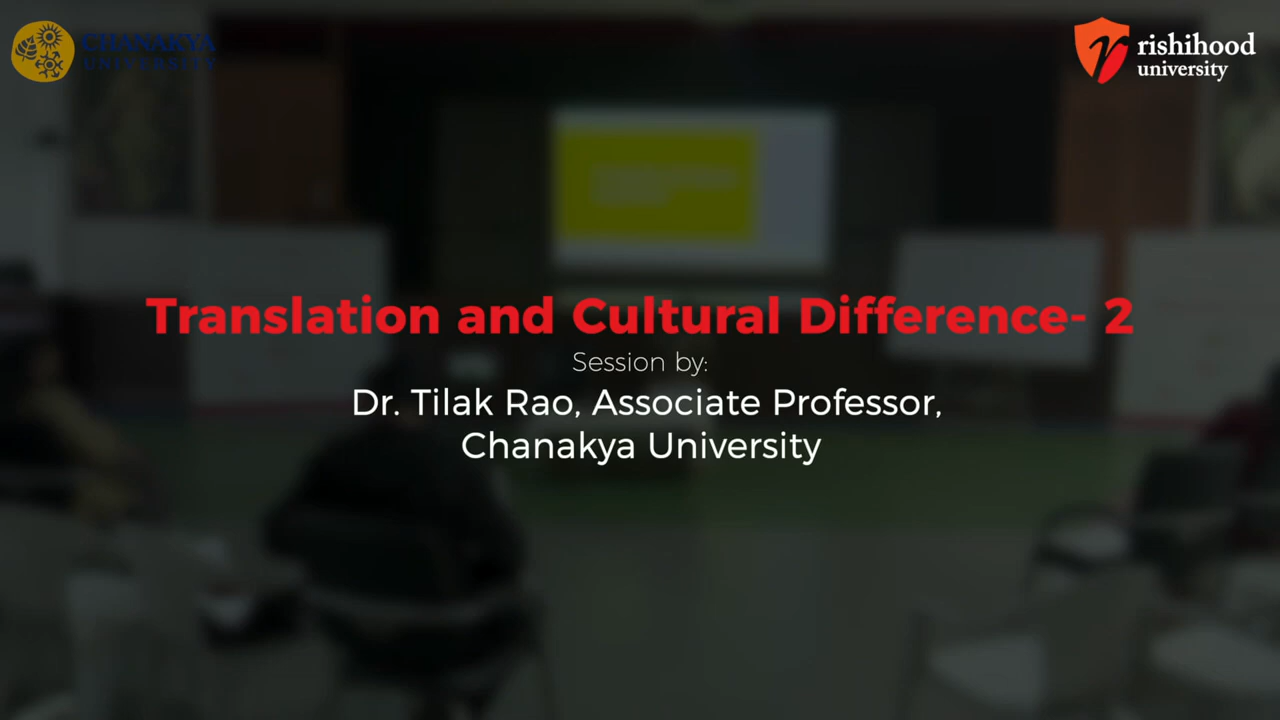 CHANAKYA
UNIVERSITY
rishihood
university
Translation and Cultural Difference- 2
Session by:
Dr. Tilak Rao, Associate Professor,
Chanakya University